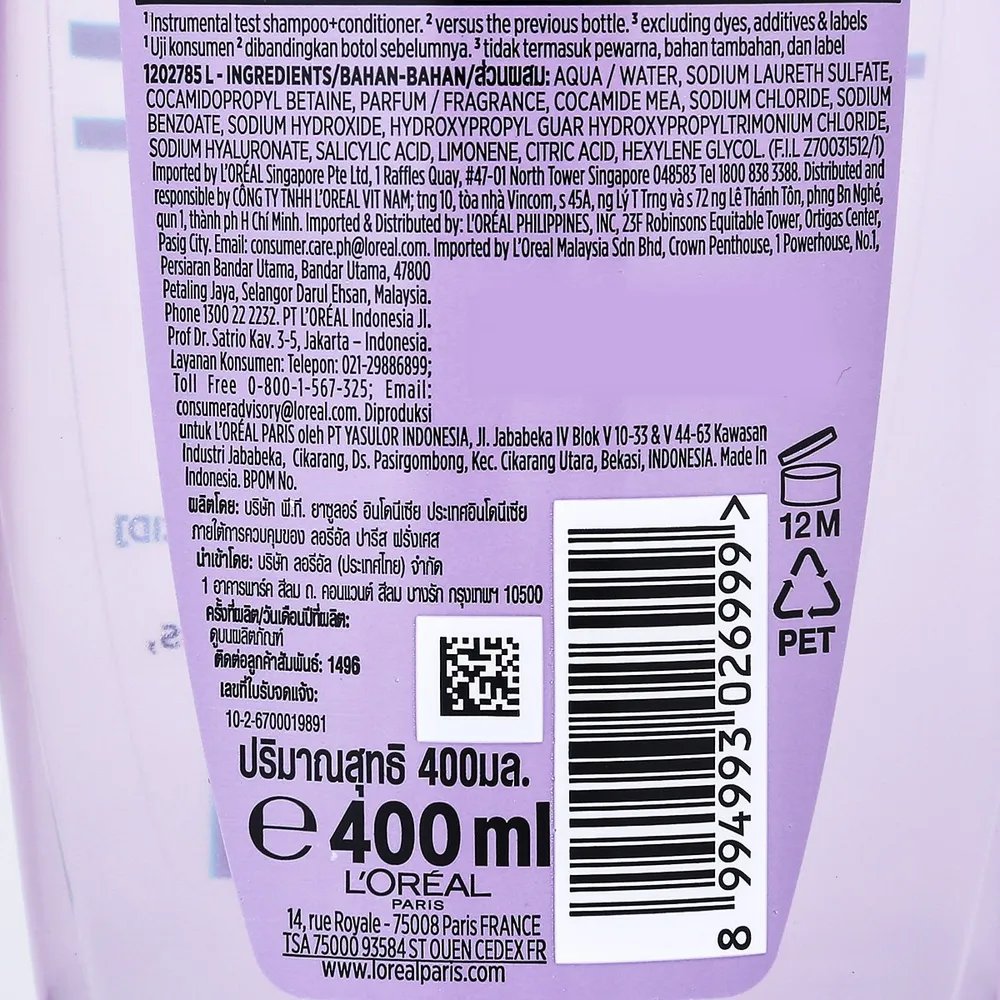 ¹ Instrumental test shampoo+conditioner. ² versus the previous bottle. ³ excluding dyes, additives & labels
¹ Uji konsumen ² dibandingkan botol sebelumnya. ³ tidak termasuk pewarna, bahan tambahan, dan label
1202785 L - INGREDIENTS/BAHAN-BAHAN/ส่วนผสม: AQUA / WATER, SODIUM LAURETH SULFATE,
COCAMIDOPROPYL BETAINE, PARFUM / FRAGRANCE, COCAMIDE MEA, SODIUM CHLORIDE, SODIUM
BENZOATE, SODIUM HYDROXIDE, HYDROXYPROPYL GUAR HYDROXYPROPYLTRIMONIUM CHLORIDE,
SODIUM HYALURONATE, SALICYLIC ACID, LIMONENE, CITRIC ACID, HEXYLENE GLYCOL. (F.I.L Z70031512/1)
Imported by L'ORÉAL Singapore Pte Ltd, 1 Raffles Quay, #47-01 North Tower Singapore 048583 Tel 1800 838 3388. Distributed and
responsible by CÔNG TY TNHH L'OREAL VIT NAM; tng 10, tòa nhà Vincom, s 45A, ng Lý T Trng và s 72 ng Lê Thánh Tôn, phng Bn Nghé,
qun 1, thành ph H Chí Minh. Imported & Distributed by: L'ORÉAL PHILIPPINES, INC, 23F Robinsons Equitable Tower, Ortigas Center,
Pasig City. Email: consumer.care.ph@loreal.com. Imported by L'Oreal Malaysia Sdn Bhd, Crown Penthouse, 1 Powerhouse, No.1,
Persiaran Bandar Utama, Bandar Utama, 47800
Petaling Jaya, Selangor Darul Ehsan, Malaysia.
Phone 1300 22 2232. PT L'ORÉAL Indonesia Jl.
Prof Dr. Satrio Kav. 3-5, Jakarta – Indonesia.
Layanan Konsumen: Telepon: 021-29886899;
Toll Free 0-800-1-567-325; Email:
consumeradvisory@loreal.com. Diproduksi
untuk L'ORÉAL PARIS oleh PT YASULOR INDONESIA, Jl. Jababeka IV Blok V 10-33 & V 44-63 Kawasan
Industri Jababeka, Cikarang, Ds. Pasirgombong, Kec. Cikarang Utara, Bekasi, INDONESIA. Made In
Indonesia. BPOM No.
ผลิตโดย: บริษัท พี.ที. ยาซูลอร์ อินโดนีเซีย ประเทศอินโดนีเซีย
ภายใต้การควบคุมของ ลอรีอัล ปารีส ฝรั่งเศส
นำเข้าโดย: บริษัท ลอรีอัล (ประเทศไทย) จำกัด
1 อาคารพาร์ค สีลม ถ. คอนแวนต์ สีลม บางรัก กรุงเทพฯ 10500
ครั้งที่ผลิต/วันเดือนปีที่ผลิต:
ดูบนผลิตภัณฑ์
ติดต่อลูกค้าสัมพันธ์: 1496
เลขที่ใบรับจดแจ้ง:
10-2-6700019891
ปริมาณสุทธิ 400มล.
℮ 400 ml
L'ORÉAL
PARIS
14, rue Royale - 75008 Paris FRANCE
TSA 75000 93584 ST OUEN CEDEX FR
www.lorealparis.com
8 994993 026999 >
12 M
PET